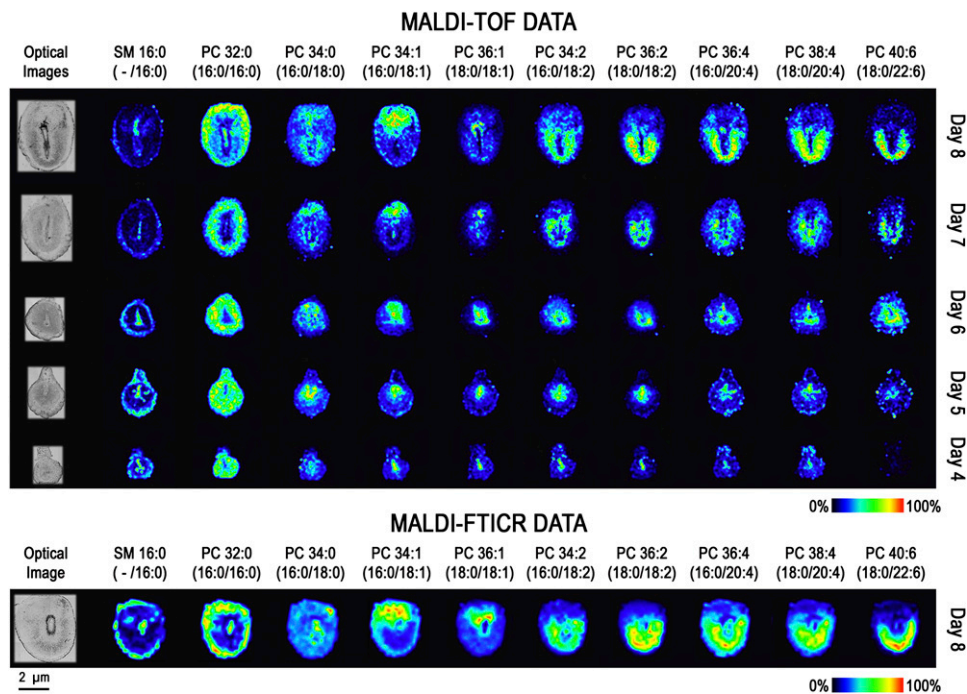 MALDI-TOF DATA
Optical Images SM 16:0 PC 32:0 PC 34:0 PC 34:1 PC 36:1 PC 34:2 PC 36:2 PC 36:4 PC 38:4 PC 40:6
( - /16:0) (16:0/16:0) (16:0/18:0) (16:0/18:1) (18:0/18:1) (16:0/18:2) (18:0/18:2) (16:0/20:4) (18:0/20:4) (18:0/22:6)
Day 8
Day 7
Day 6
Day 5
Day 4
0% 100%
MALDI-FTICR DATA
Optical Image SM 16:0 PC 32:0 PC 34:0 PC 34:1 PC 36:1 PC 34:2 PC 36:2 PC 36:4 PC 38:4 PC 40:6
( - /16:0) (16:0/16:0) (16:0/18:0) (16:0/18:1) (18:0/18:1) (16:0/18:2) (18:0/18:2) (16:0/20:4) (18:0/20:4) (18:0/22:6)
Day 8
2 μm
0% 100%